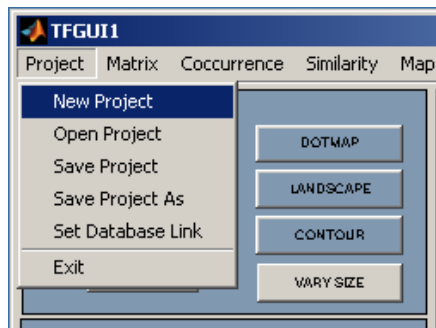 TFGUI1
Project Matrix Coccurrence Similarity Map
New Project
Open Project
Save Project
Save Project As
Set Database Link
Exit
DOTMAP
LANDSCAPE
CONTOUR
VARY SIZE